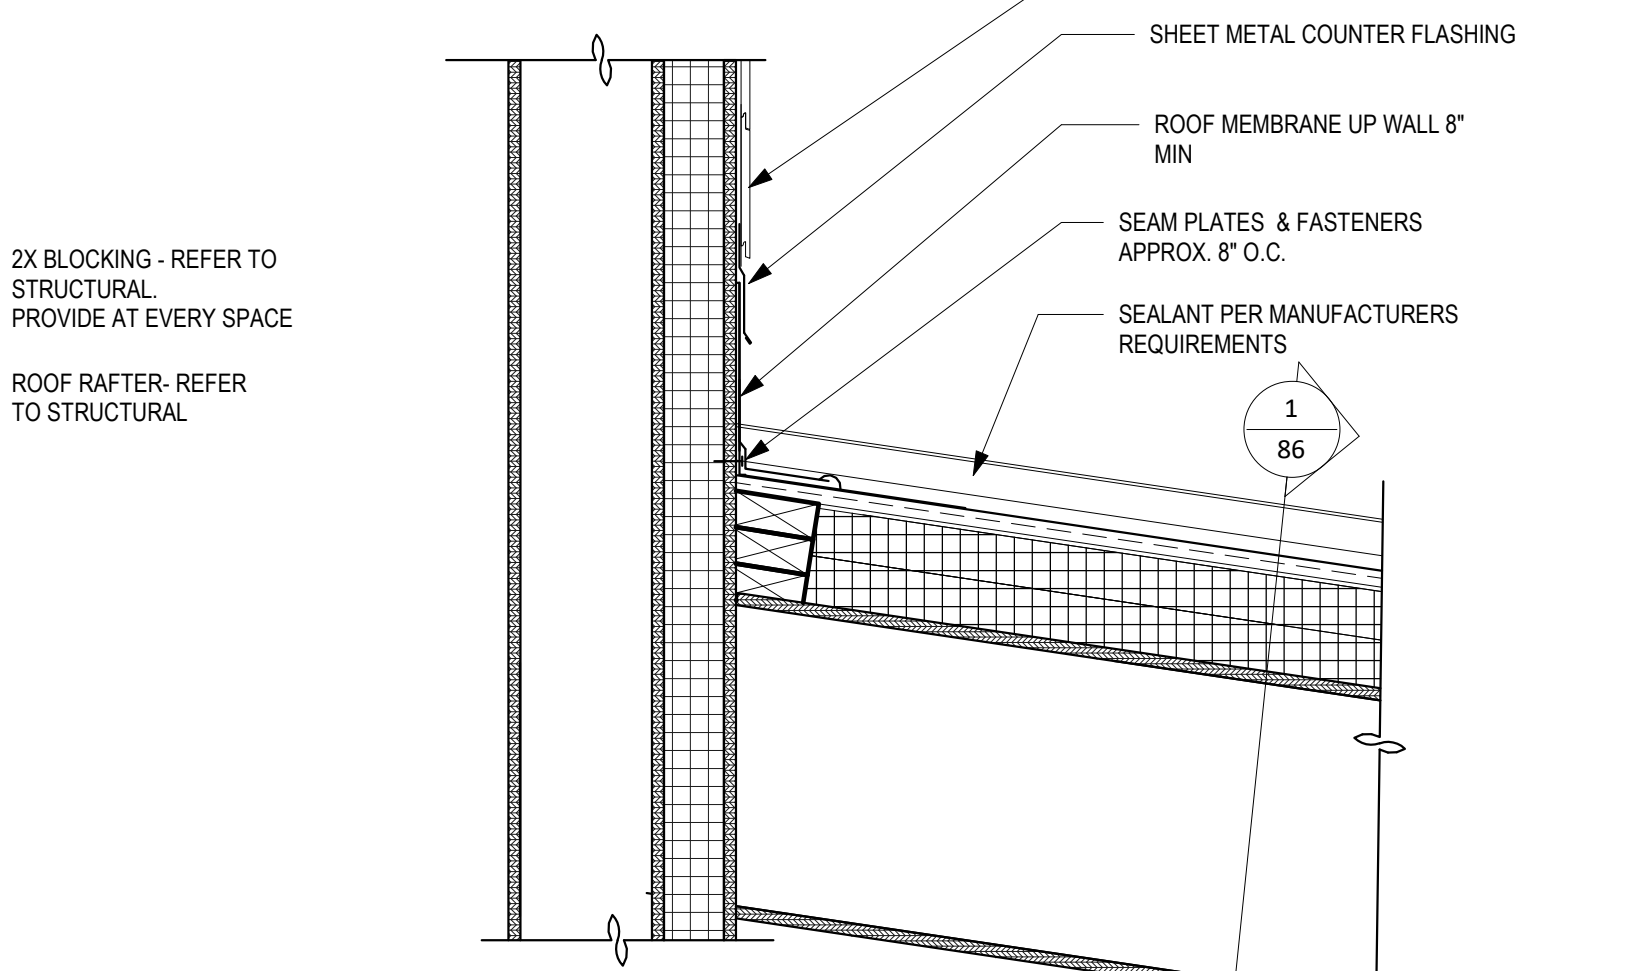 SHEET METAL COUNTER FLASHING
ROOF MEMBRANE UP WALL 8"
MIN
SEAM PLATES & FASTENERS
APPROX. 8" O.C.
SEALANT PER MANUFACTURERS
REQUIREMENTS
1
86
2X BLOCKING - REFER TO
STRUCTURAL.
PROVIDE AT EVERY SPACE
ROOF RAFTER- REFER
TO STRUCTURAL